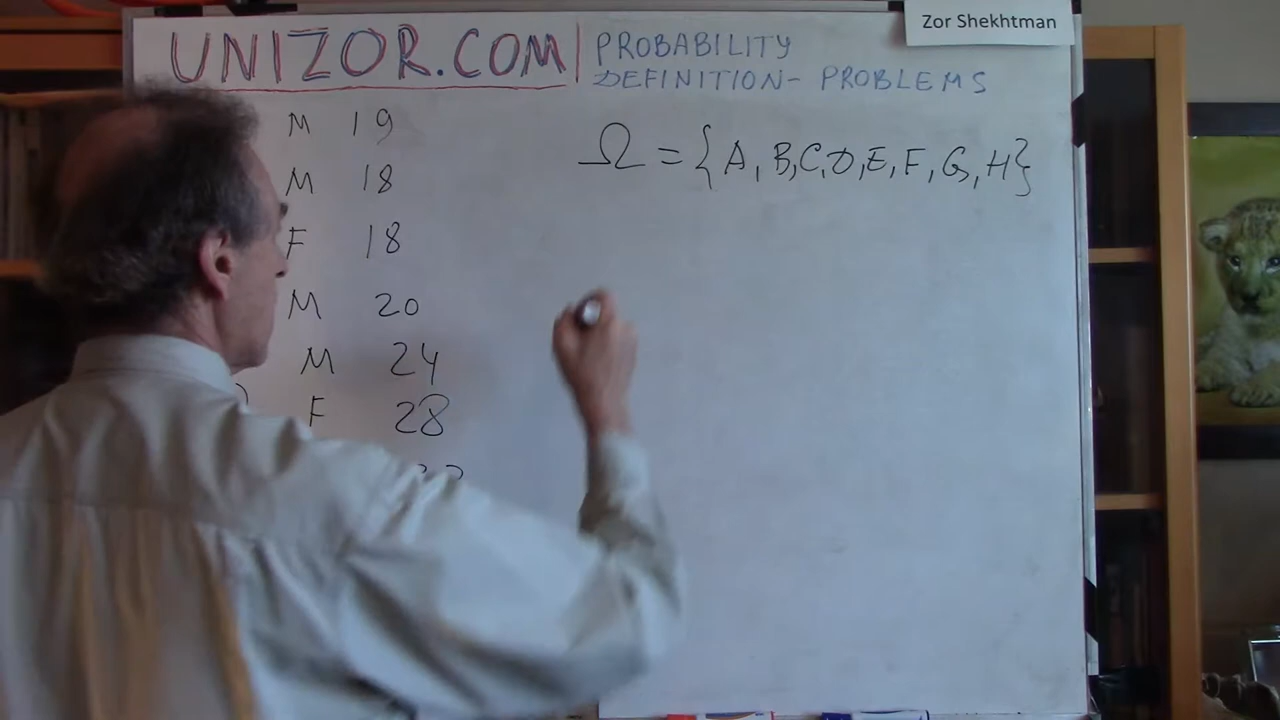 Zor Shekhtman
UNIZOR.COM | PROBABILITY
DEFINITION - PROBLEMS
M 19
M 18
F 18
M 20
M 24
F 28
Ω = {A, B, C, D, E, F, G, H}